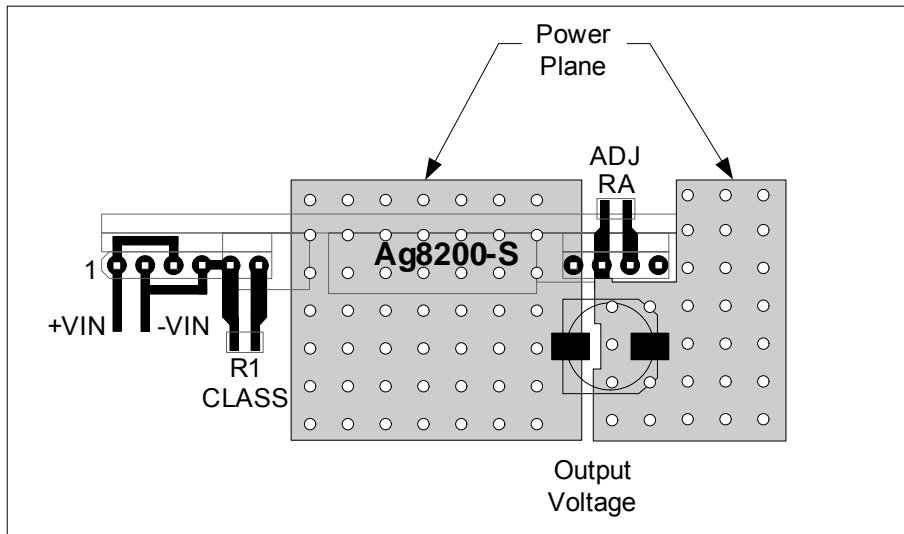 Power
Plane
ADJ
RA
Ag8200-S
1
+VIN
-VIN
R1
CLASS
Output
Voltage